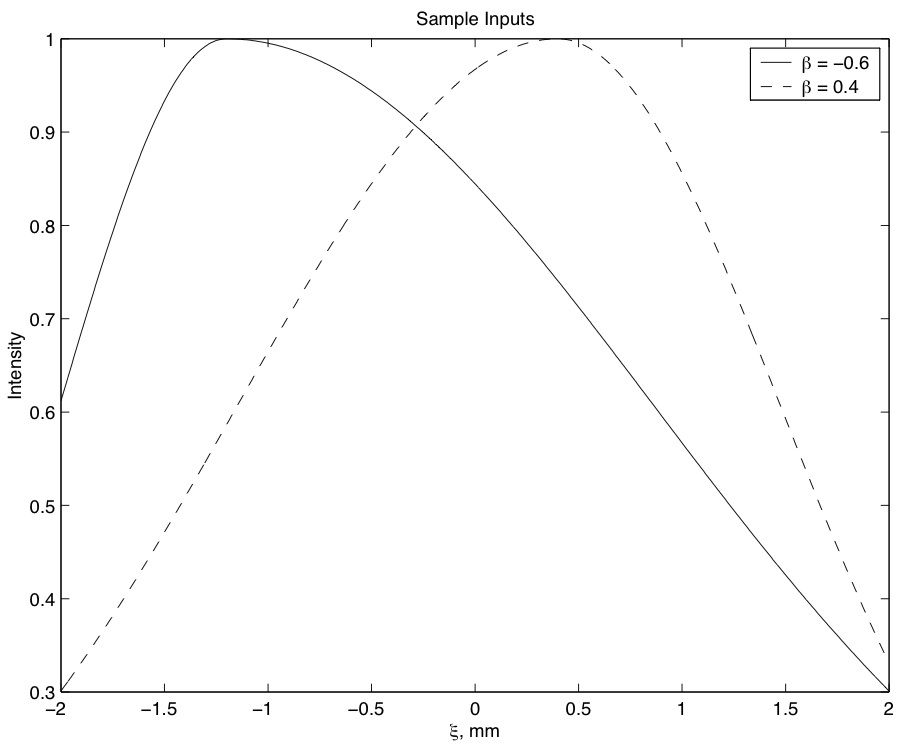 Sample Inputs
β = −0.6
β = 0.4
1
0.9
0.8
0.7
0.6
0.5
0.4
0.3
Intensity
−2 −1.5 −1 −0.5 0 0.5 1 1.5 2
ξ, mm